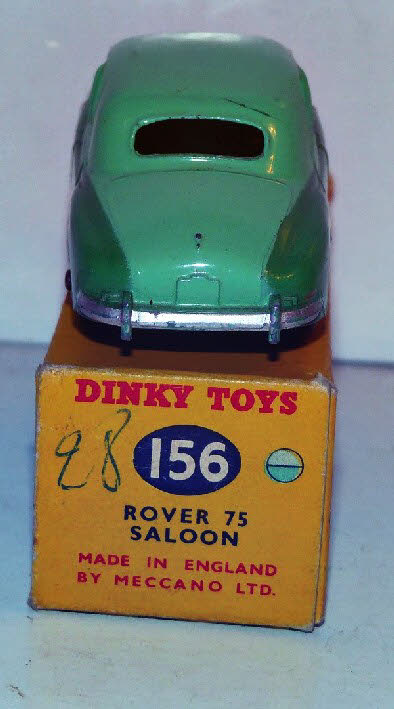 DINKY TOYS
28 156
ROVER 75
SALOON
MADE IN ENGLAND
BY MECCANO LTD.